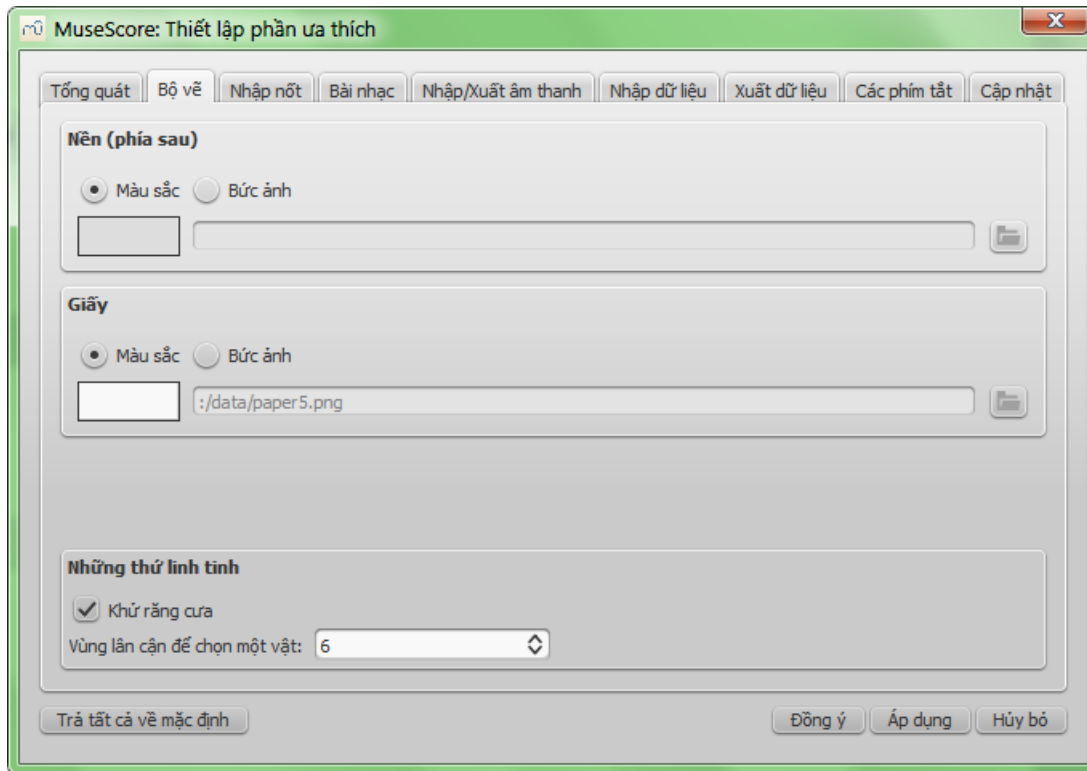 MuseScore: Thiết lập phần ưa thích
Tổng quát Bộ vẽ Nhập nốt Bài nhạc Nhập/Xuất âm thanh Nhập dữ liệu Xuất dữ liệu Các phím tắt Cập nhật
Nền (phía sau)
Màu sắc Bức ảnh
Giấy
Màu sắc Bức ảnh
:/data/paper5.png
Những thứ linh tinh
Khử răng cưa
Vùng lân cận để chọn một vật: 6
Trả tất cả về mặc định Đồng ý Áp dụng Hủy bỏ